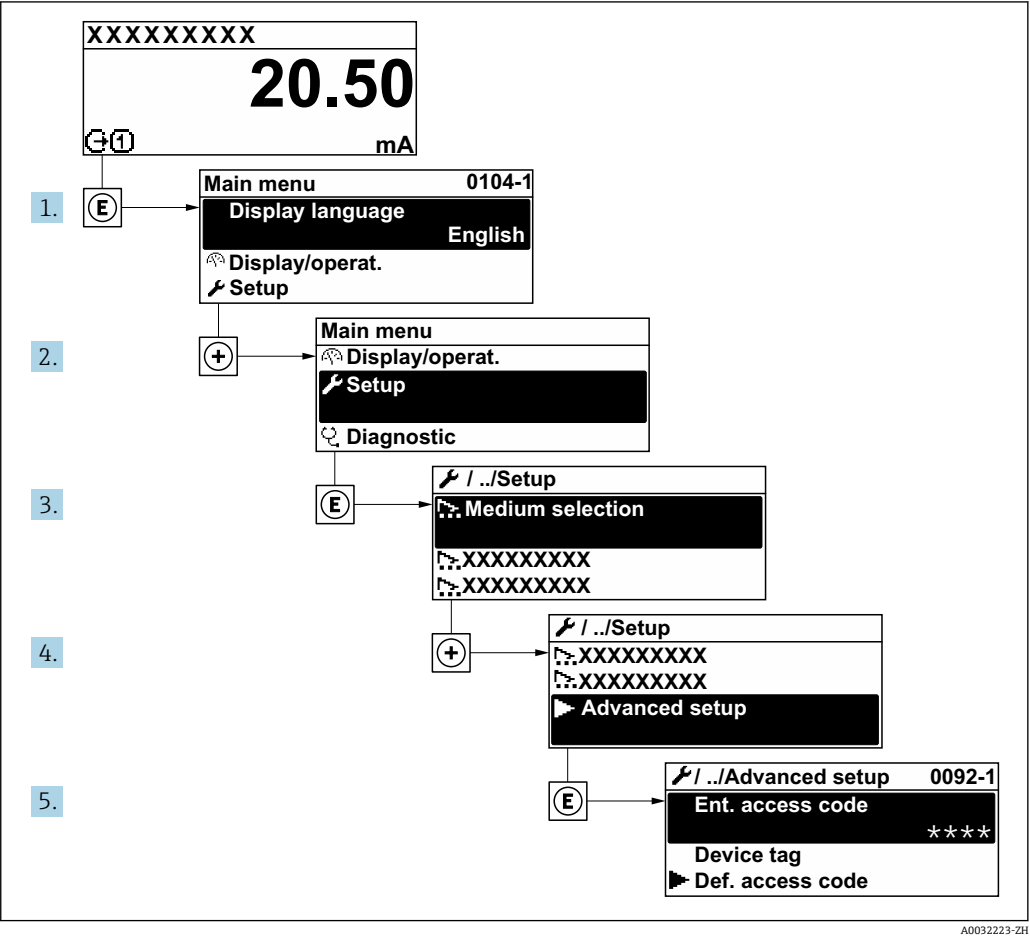 XXXXXXXXX
20.50
1 mA
1. E Main menu 0104-1
Display language
English
Display/operat.
Setup
2. + Main menu
Display/operat.
Setup
Diagnostic
3. E / ../Setup
Medium selection
XXXXXXXXX
XXXXXXXXX
4. + / ../Setup
XXXXXXXXX
XXXXXXXXX
Advanced setup
5. E / ../Advanced setup 0092-1
Ent. access code
****
Device tag
Def. access code
A0032223-ZH